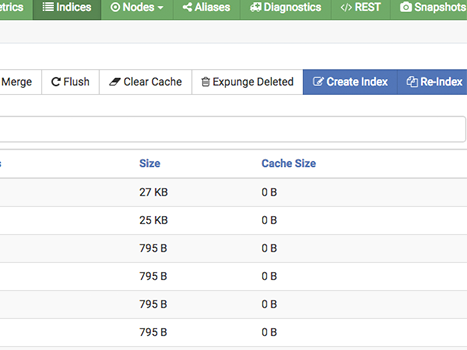 etrics Indices Nodes Aliases Diagnostics </> REST Snapshots
Merge Flush Clear Cache Expunge Deleted Create Index Re-Index
s Size Cache Size
27 KB 0 B
25 KB 0 B
795 B 0 B
795 B 0 B
795 B 0 B
795 B 0 B